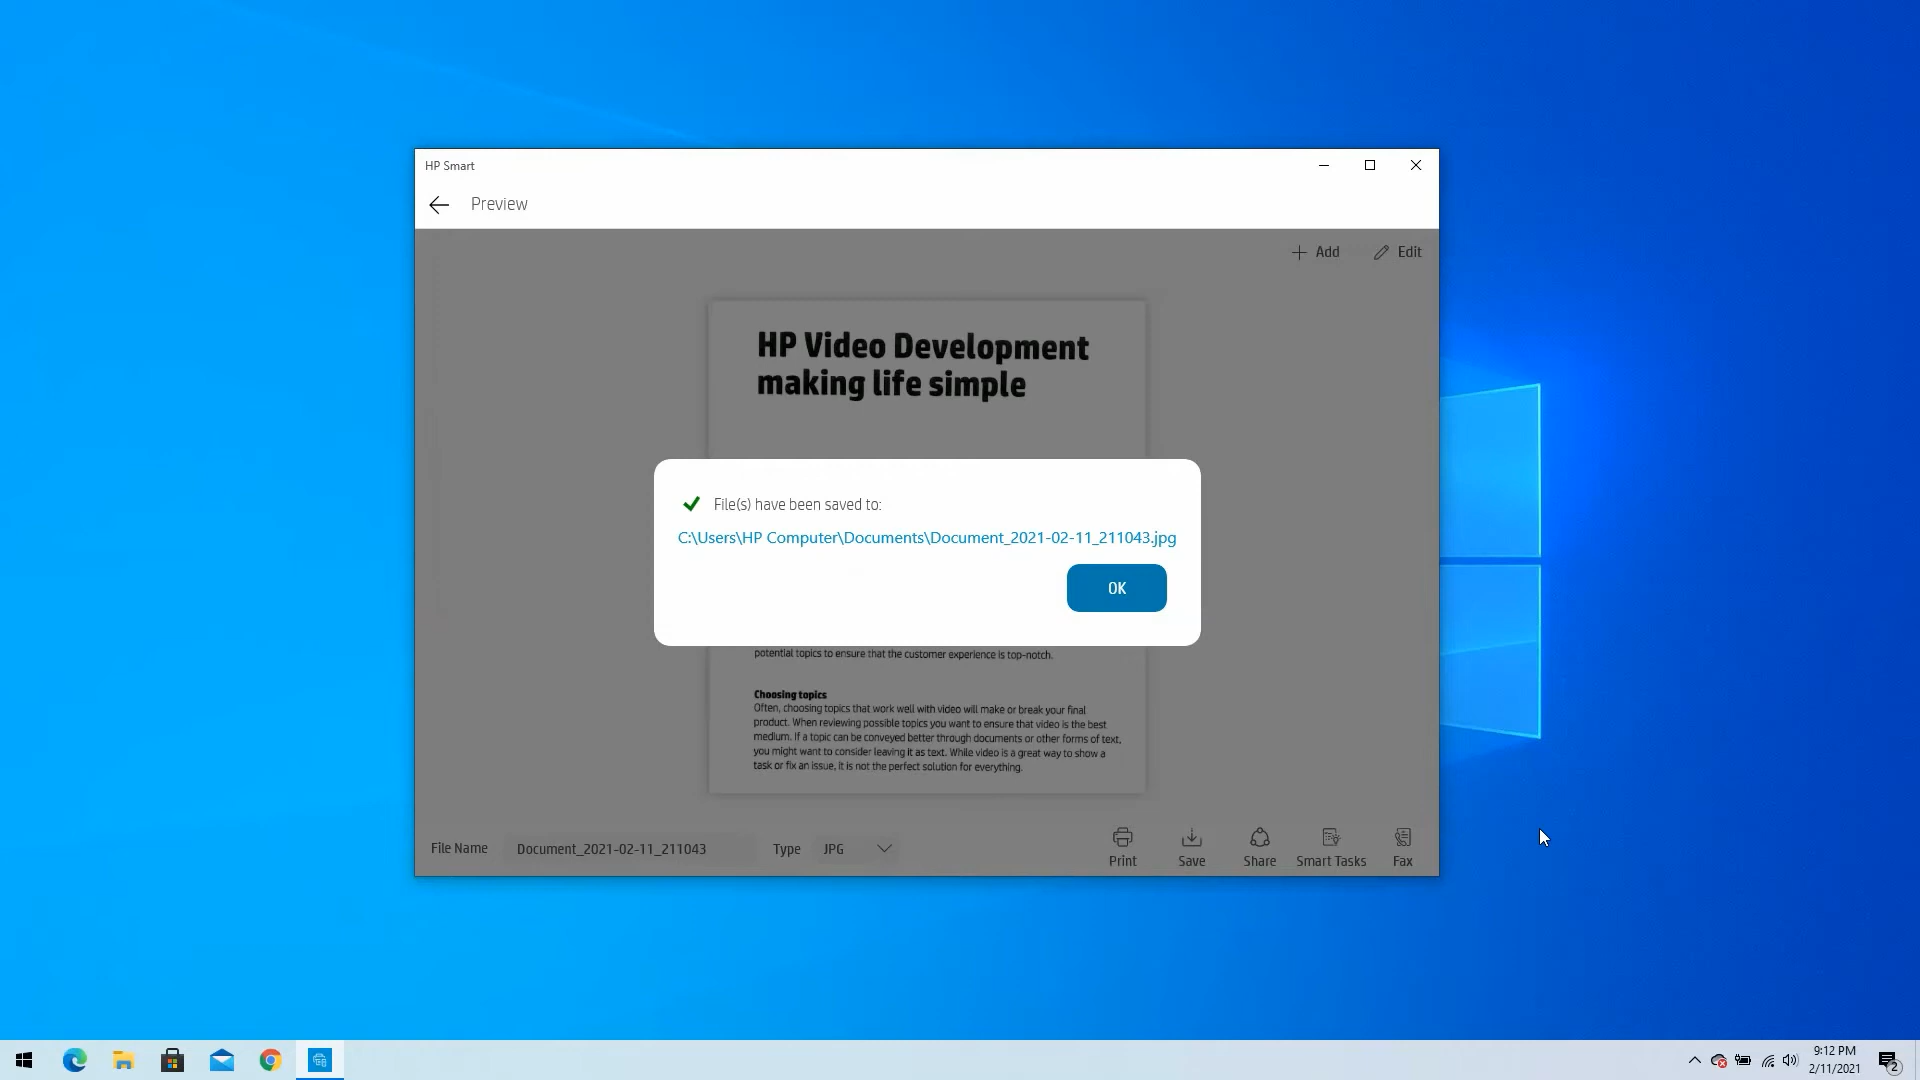 HP Smart
Preview
Add
Edit
HP Video Development
making life simple
File(s) have been saved to:
C:\Users\HP Computer\Documents\Document_2021-02-11_211043.jpg
OK
potential topics to ensure that the customer experience is top-notch.
Choosing topics
Often, choosing topics that work well with video will make or break your final
product. When reviewing possible topics you want to ensure that video is the best
medium. If a topic can be conveyed better through documents or other forms of text,
you might want to consider leaving it as text. While video is a great way to show a
task or fix an issue, it is not the perfect solution for everything.
File Name
Document_2021-02-11_211043
Type
JPG
Print
Save
Share
Smart Tasks
Fax
9:12 PM
2/11/2021
2